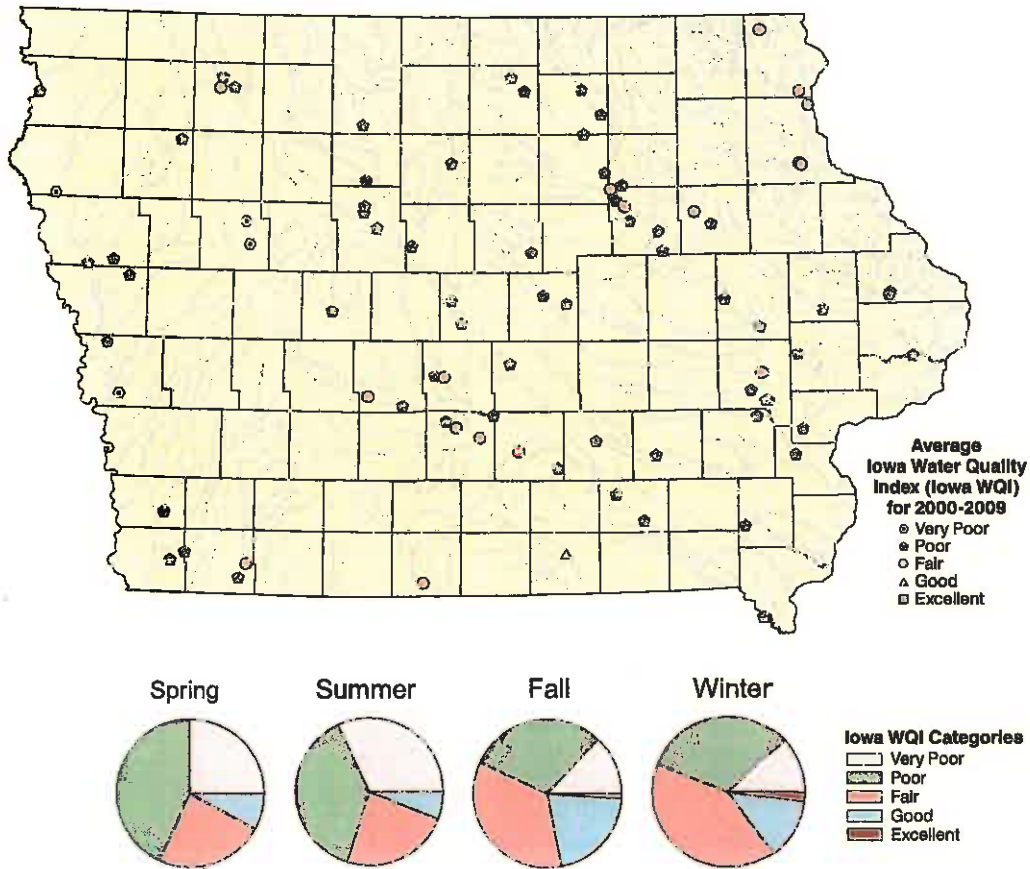 Average
Iowa Water Quality
Index (Iowa WQI)
for 2000-2009
Very Poor
Poor
Fair
Good
Excellent
Spring
Summer
Fall
Winter
Iowa WQI Categories
Very Poor
Poor
Fair
Good
Excellent